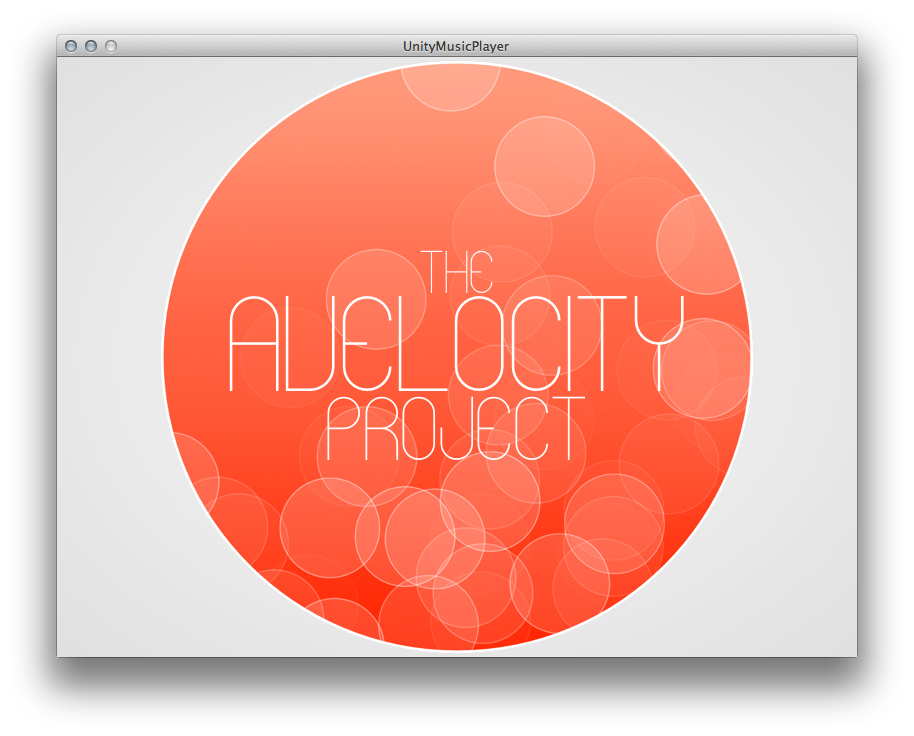 UnityMusicPlayer
THE
AVELOCITY
PROJECT